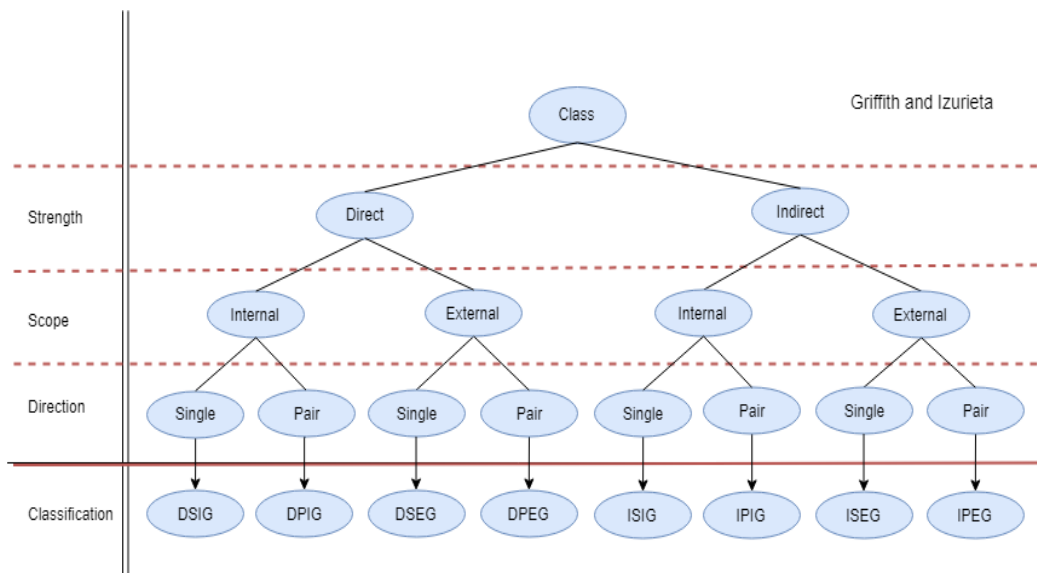 Griffith and Izurieta
Class
Strength
Direct
Indirect
Scope
Internal
External
Internal
External
Direction
Single
Pair
Single
Pair
Single
Pair
Single
Pair
Classification
DSIG
DPIG
DSEG
DPEG
ISIG
IPIG
ISEG
IPEG